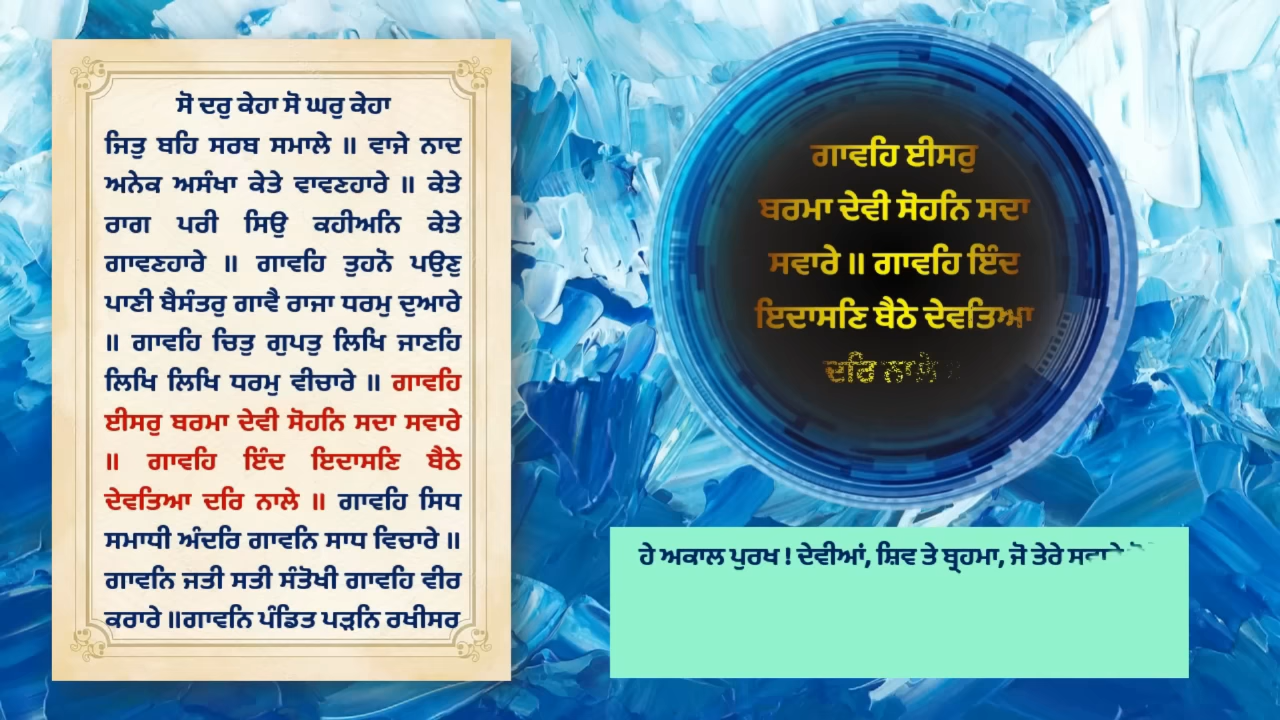 ਸੋ ਦਰੁ ਕੇਹਾ ਸੋ ਘਰੁ ਕੇਹਾ
ਜਿਤੁ ਬਹਿ ਸਰਬ ਸਮਾਲੇ ॥ ਵਾਜੇ ਨਾਦ
ਅਨੇਕ ਅਸੰਖਾ ਕੇਤੇ ਵਾਵਣਹਾਰੇ ॥ ਕੇਤੇ
ਰਾਗ ਪਰੀ ਸਿਉ ਕਹੀਅਨਿ ਕੇਤੇ
ਗਾਵਣਹਾਰੇ ॥ ਗਾਵਹਿ ਤੁਹਨੋ ਪਉਣੁ
ਪਾਣੀ ਬੈਸੰਤਰੁ ਗਾਵੈ ਰਾਜਾ ਧਰਮੁ ਦੁਆਰੇ
॥ ਗਾਵਹਿ ਚਿਤੁ ਗੁਪਤੁ ਲਿਖਿ ਜਾਣਹਿ
ਲਿਖਿ ਲਿਖਿ ਧਰਮੁ ਵੀਚਾਰੇ ॥ ਗਾਵਹਿ
ਈਸਰੁ ਬਰਮਾ ਦੇਵੀ ਸੋਹਨਿ ਸਦਾ ਸਵਾਰੇ
॥ ਗਾਵਹਿ ਇੰਦ ਇਦਾਸਣਿ ਬੈਠੇ
ਦੇਵਤਿਆ ਦਰਿ ਨਾਲੇ ॥ ਗਾਵਹਿ ਸਿਧ
ਸਮਾਧੀ ਅੰਦਰਿ ਗਾਵਨਿ ਸਾਧ ਵਿਚਾਰੇ ॥
ਗਾਵਨਿ ਜਤੀ ਸਤੀ ਸੰਤੋਖੀ ਗਾਵਹਿ ਵੀਰ
ਕਰਾਰੇ ॥ਗਾਵਨਿ ਪੰਡਿਤ ਪੜਨਿ ਰਖੀਸਰ
ਗਾਵਹਿ ਈਸਰੁ
ਬਰਮਾ ਦੇਵੀ ਸੋਹਨਿ ਸਦਾ
ਸਵਾਰੇ ॥ ਗਾਵਹਿ ਇੰਦ
ਇਦਾਸਣਿ ਬੈਠੇ ਦੇਵਤਿਆ
ਦਰਿ ਨਾਲੇ
ਹੇ ਅਕਾਲ ਪੁਰਖ ! ਦੇਵੀਆਂ, ਸ਼ਿਵ ਤੇ ਬ੍ਰਹਮਾ, ਜੋ ਤੇਰੇ